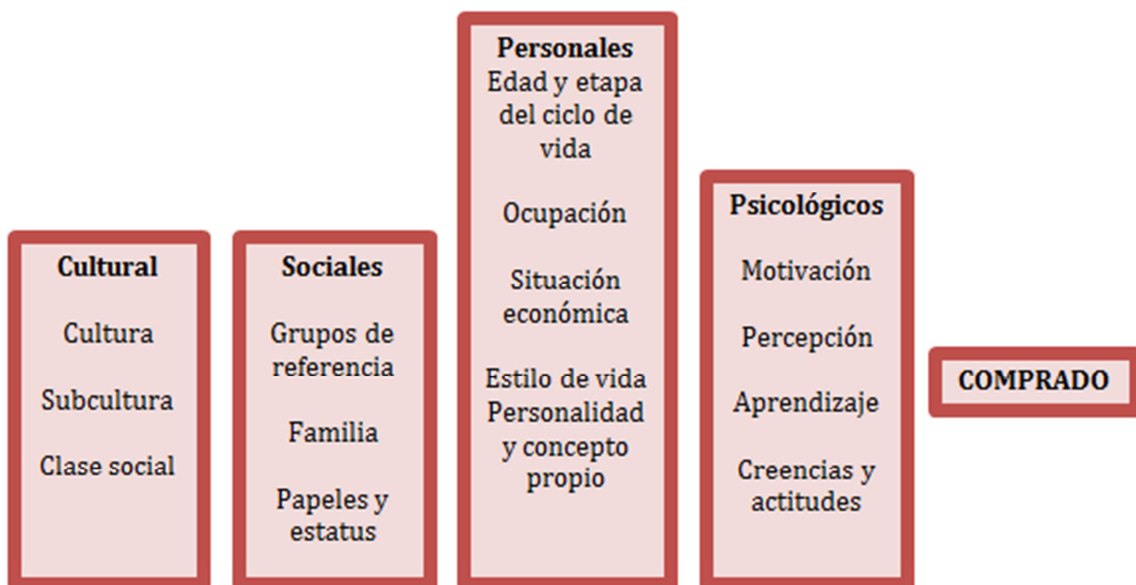 Cultural
Cultura
Subcultura
Clase social
Sociales
Grupos de
referencia
Familia
Papeles y
estatus
Personales
Edad y etapa
del ciclo de
vida
Ocupación
Situación
económica
Estilo de vida
Personalidad
y concepto
propio
Psicológicos
Motivación
Percepción
Aprendizaje
Creencias y
actitudes
COMPRADO